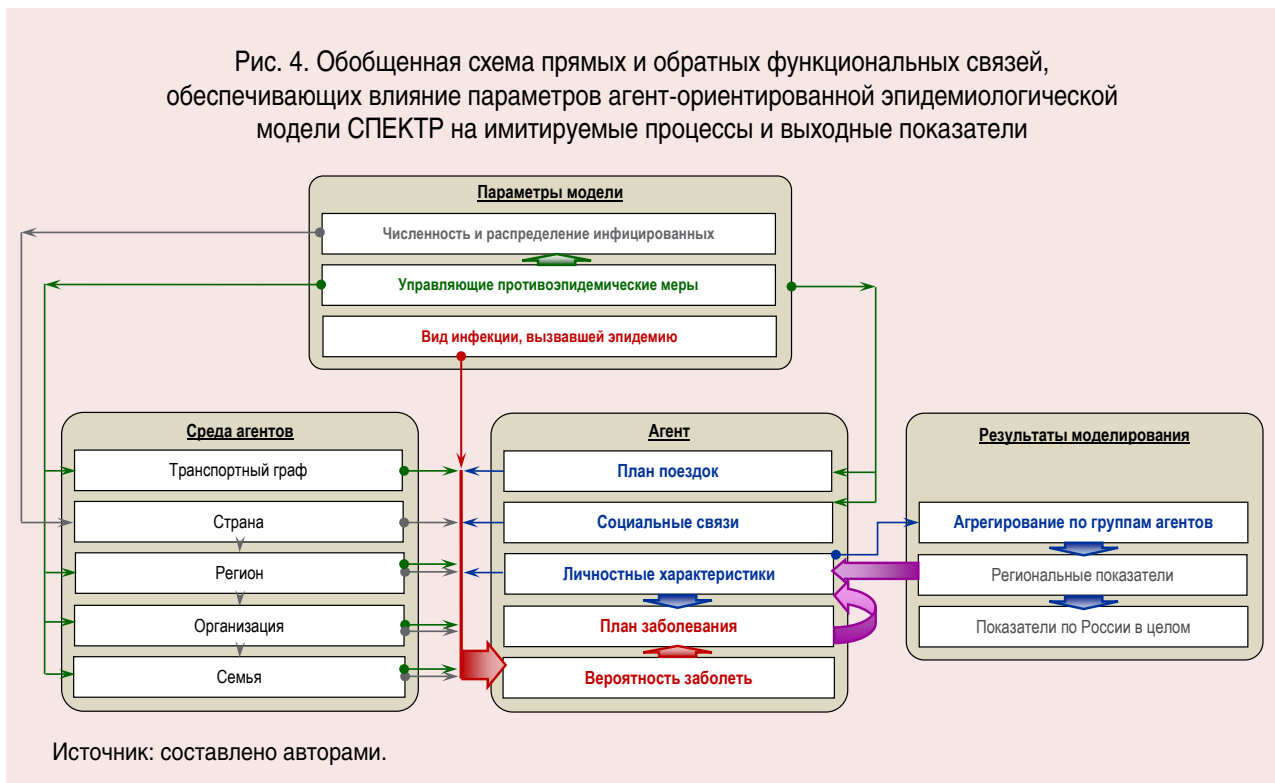 Рис. 4. Обобщенная схема прямых и обратных функциональных связей,
обеспечивающих влияние параметров агент-ориентированной эпидемиологической
модели СПЕКТР на имитируемые процессы и выходные показатели
Параметры модели
Численность и распределение инфицированных
Управляющие противоэпидемические меры
Вид инфекции, вызвавшей эпидемию
Среда агентов
Транспортный граф
Страна
Регион
Организация
Семья
Агент
План поездок
Социальные связи
Личностные характеристики
План заболевания
Вероятность заболеть
Результаты моделирования
Агрегирование по группам агентов
Региональные показатели
Показатели по России в целом
Источник: составлено авторами.